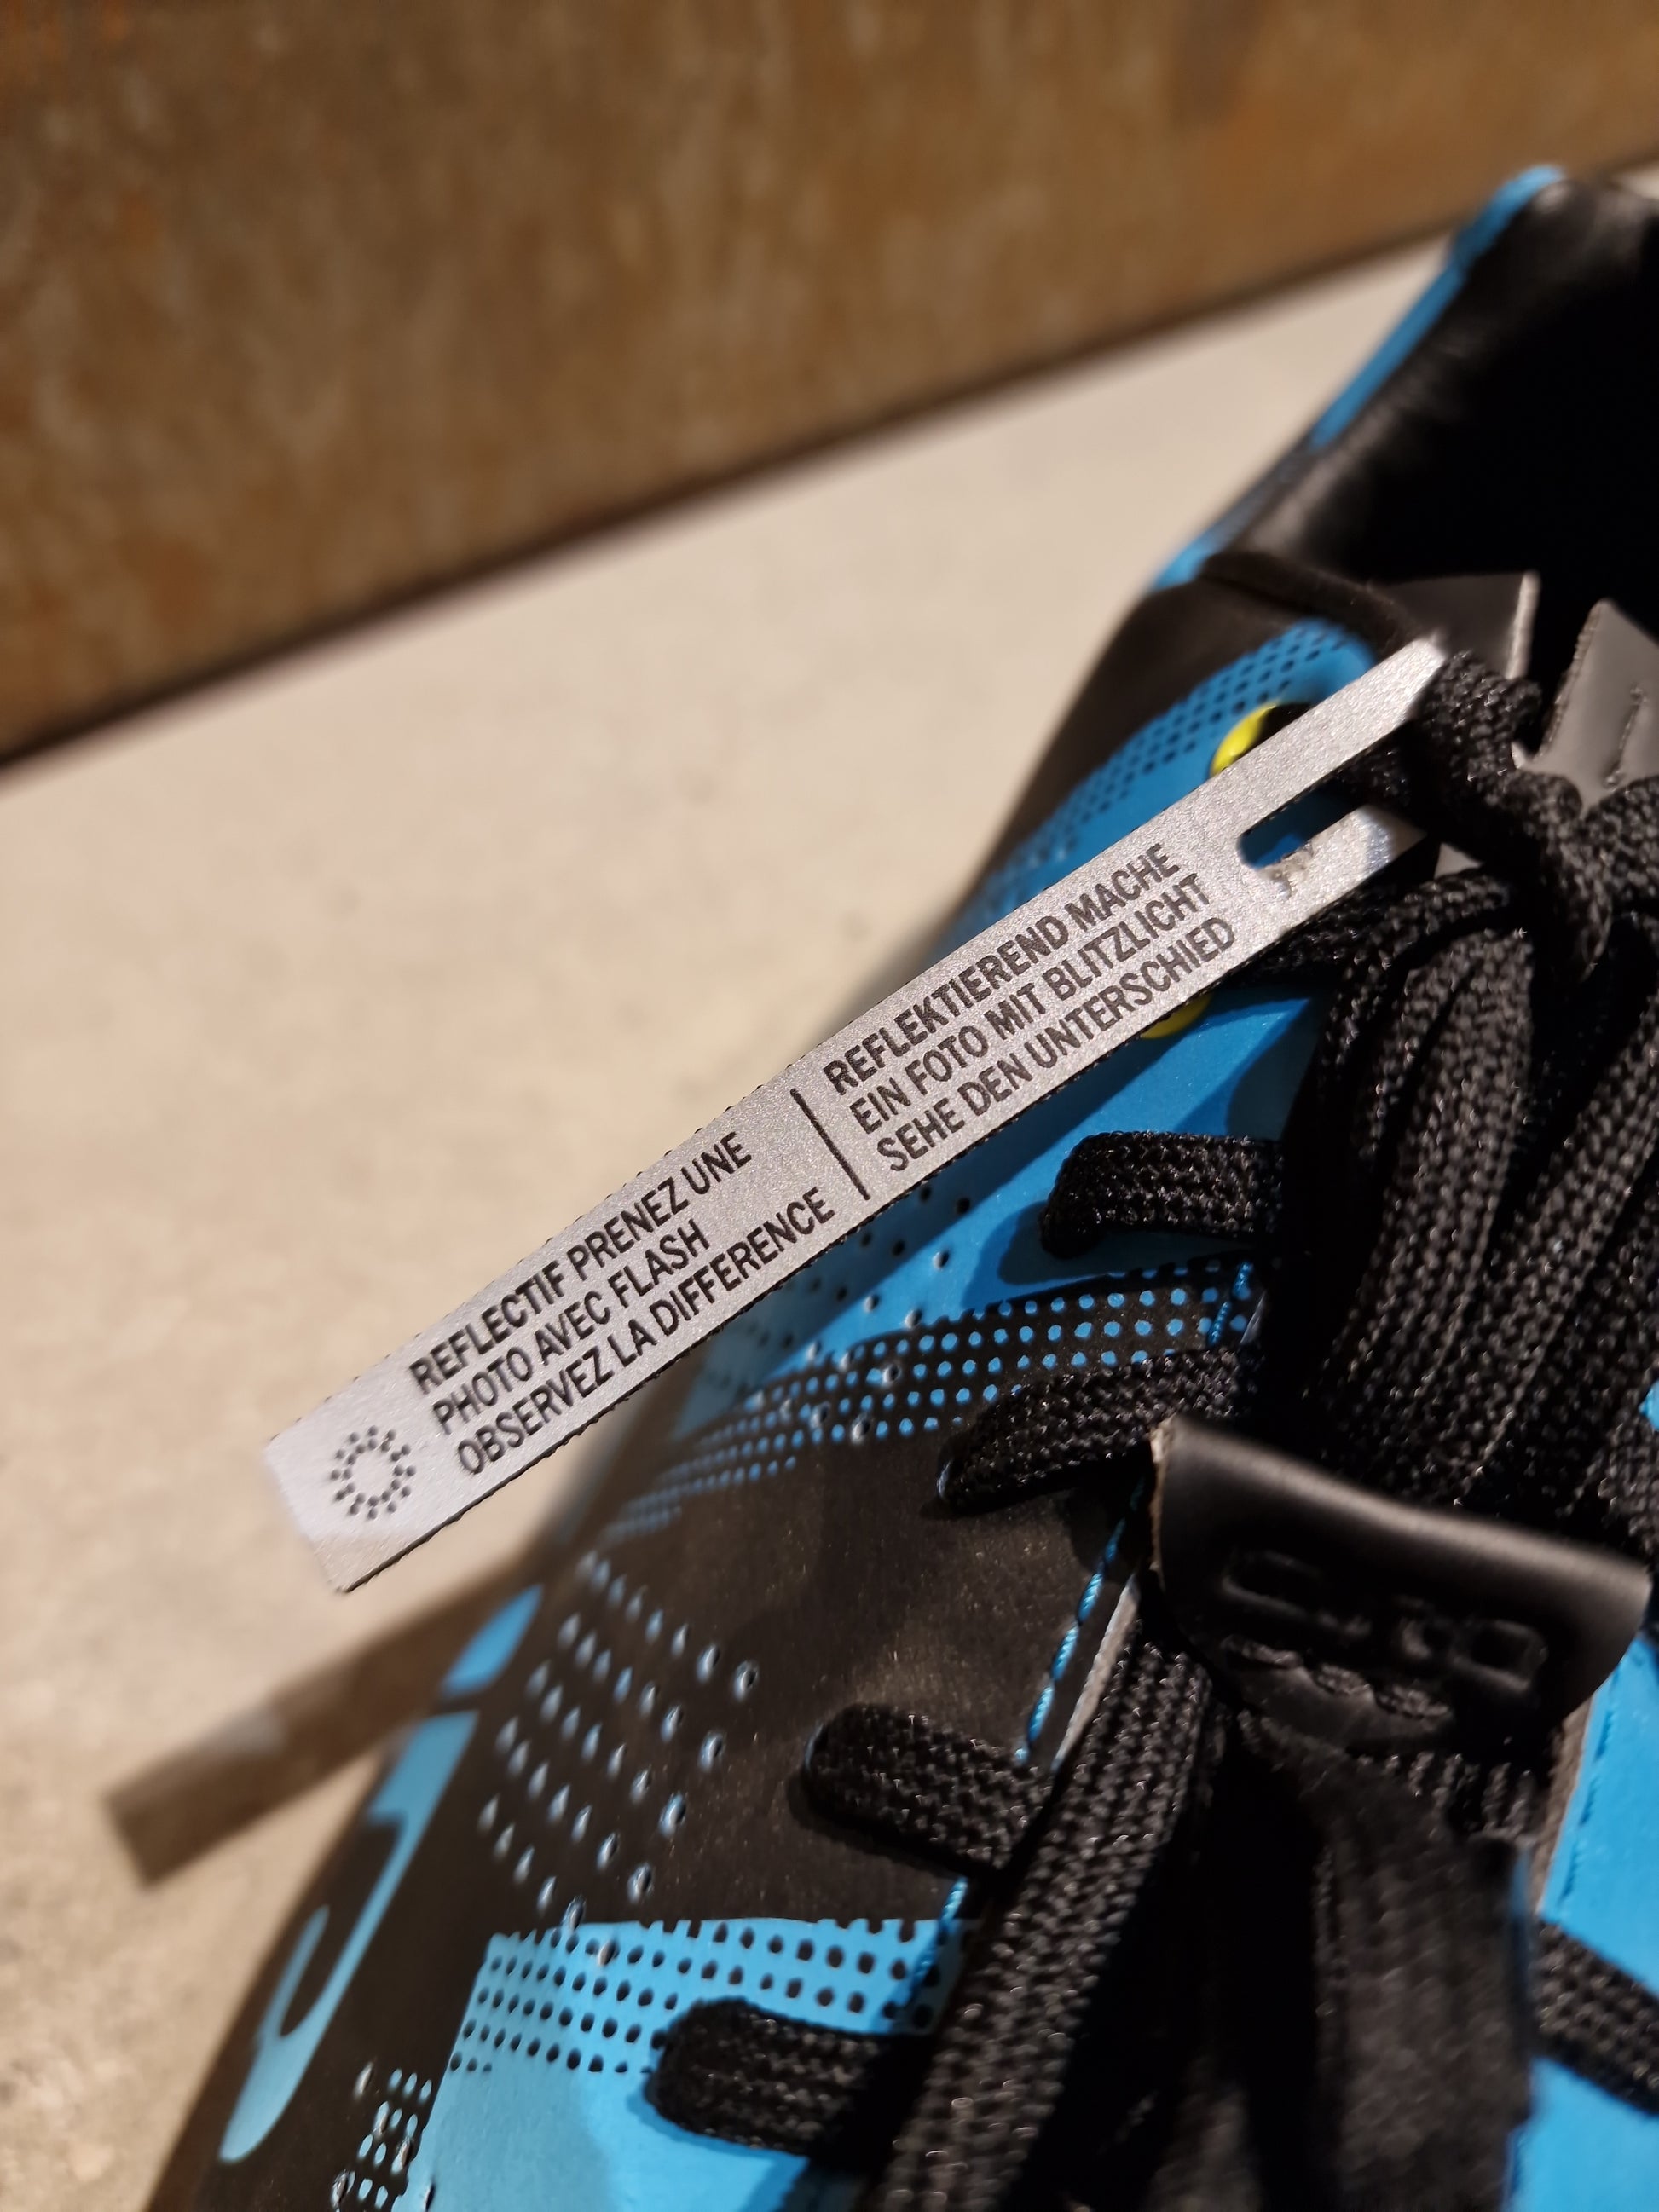 REFLECTIF PRENEZ UNE
PHOTO AVEC FLASH
OBSERVEZ LA DIFFERENCE
REFLEKTIEREND MACHE
EIN FOTO MIT BLITZLICHT
SEHE DEN UNTERSCHIED